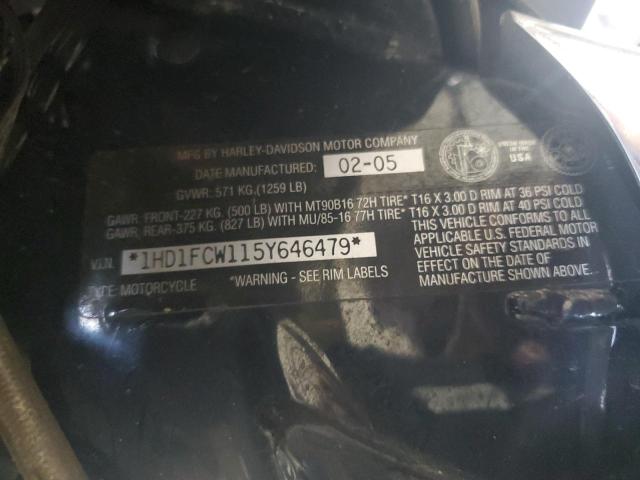 MFG BY HARLEY-DAVIDSON MOTOR COMPANY
DATE MANUFACTURED: 02-05
GVWR: 571 KG.(1259 LB)
GAWR: FRONT-227 KG. (500 LB) WITH MT90B16 72H TIRE* T16 X 3.00 D RIM AT 36 PSI COLD
GAWR: REAR-375 KG. (827 LB) WITH MU/85-16 77H TIRE* T16 X 3.00 D RIM AT 40 PSI COLD
V.I.N. *1HD1FCW115Y646479*
*WARNING - SEE RIM LABELS
TYPE: MOTORCYCLE
THIS VEHICLE CONFORMS TO ALL
APPLICABLE U.S. FEDERAL MOTOR
VEHICLE SAFETY STANDARDS IN
EFFECT ON THE DATE OF
MANUFACTURE SHOWN ABOVE.
USA